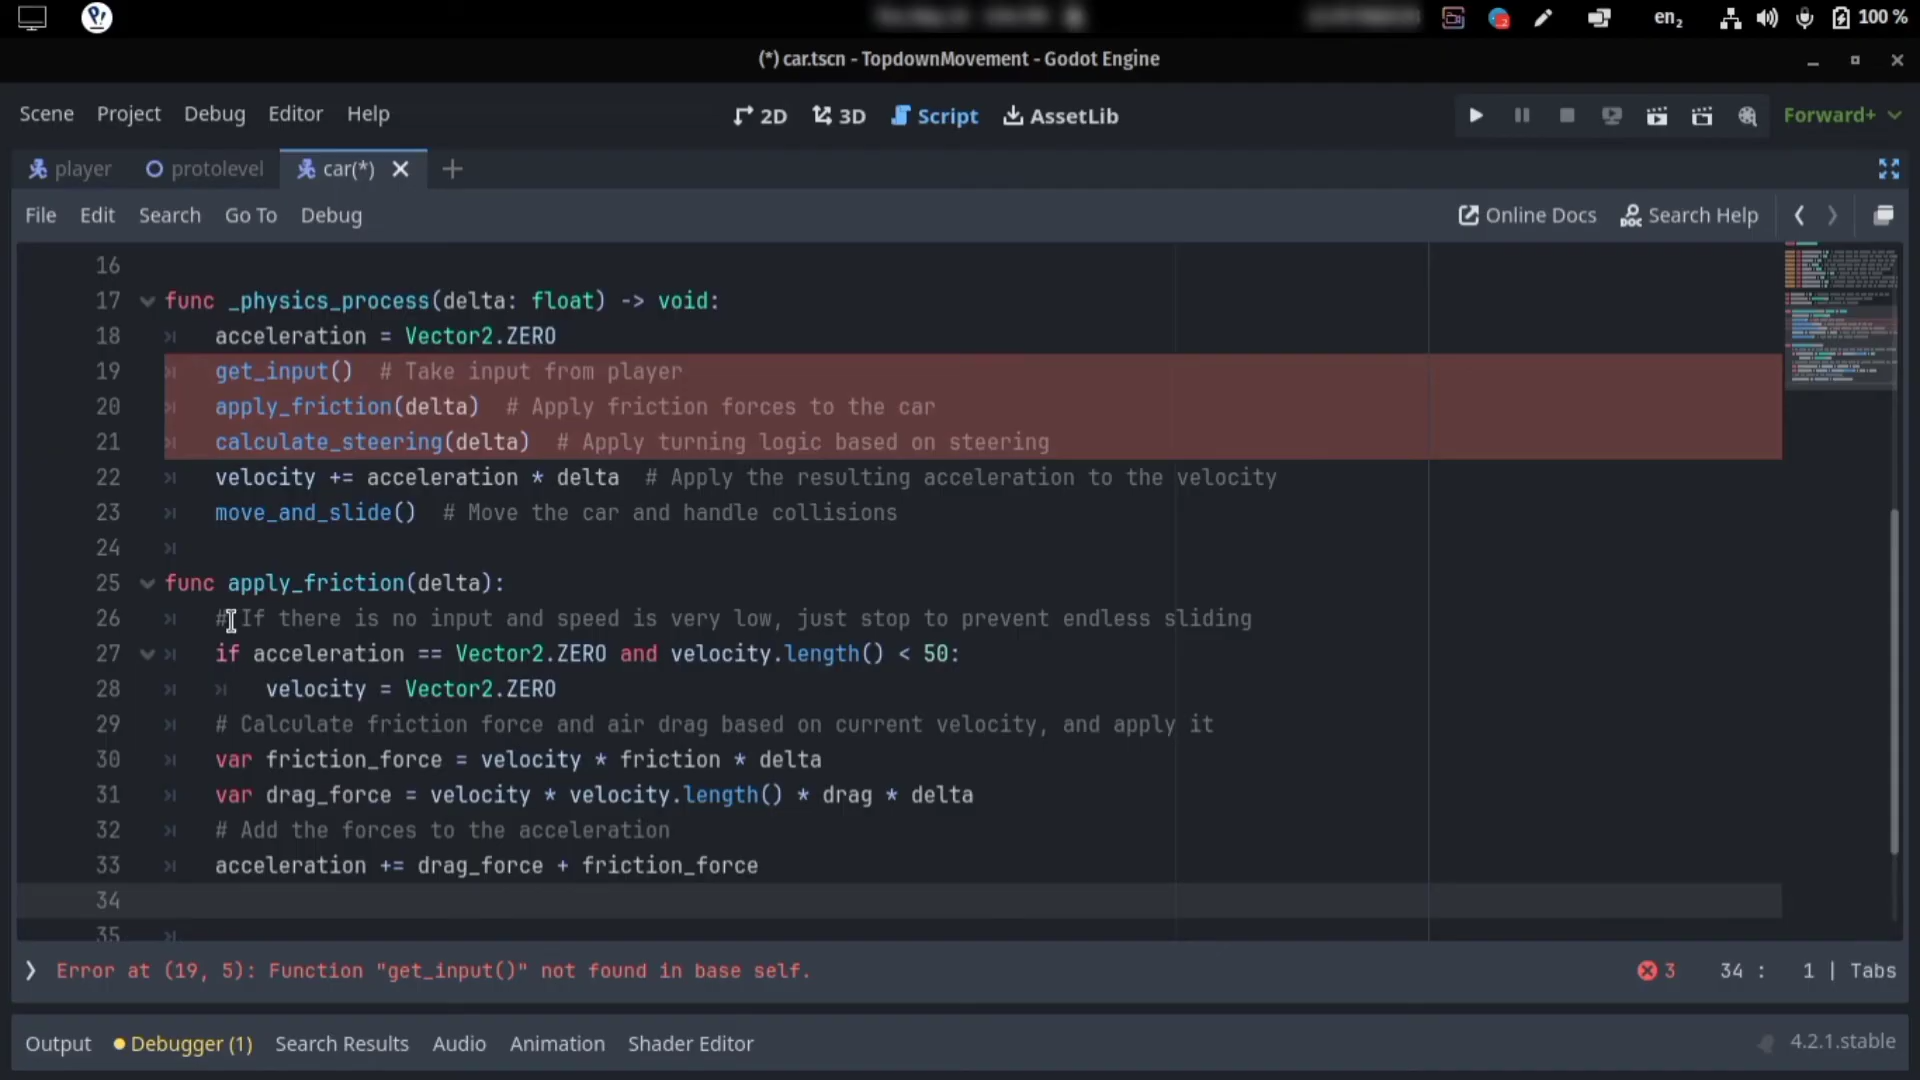 en₂
100 %
(*) car.tscn - TopdownMovement - Godot Engine
Scene Project Debug Editor Help 2D 3D Script AssetLib Forward+
player protolevel car(*)
File Edit Search Go To Debug Online Docs Search Help
16
17 func _physics_process(delta: float) -> void:
18 acceleration = Vector2.ZERO
19 get_input() # Take input from player
20 apply_friction(delta) # Apply friction forces to the car
21 calculate_steering(delta) # Apply turning logic based on steering
22 velocity += acceleration * delta # Apply the resulting acceleration to the velocity
23 move_and_slide() # Move the car and handle collisions
24
25 func apply_friction(delta):
26 # If there is no input and speed is very low, just stop to prevent endless sliding
27 if acceleration == Vector2.ZERO and velocity.length() < 50:
28 velocity = Vector2.ZERO
29 # Calculate friction force and air drag based on current velocity, and apply it
30 var friction_force = velocity * friction * delta
31 var drag_force = velocity * velocity.length() * drag * delta
32 # Add the forces to the acceleration
33 acceleration += drag_force + friction_force
34
35
Error at (19, 5): Function "get_input()" not found in base self. 3 34 : 1 | Tabs
Output Debugger (1) Search Results Audio Animation Shader Editor 4.2.1.stable